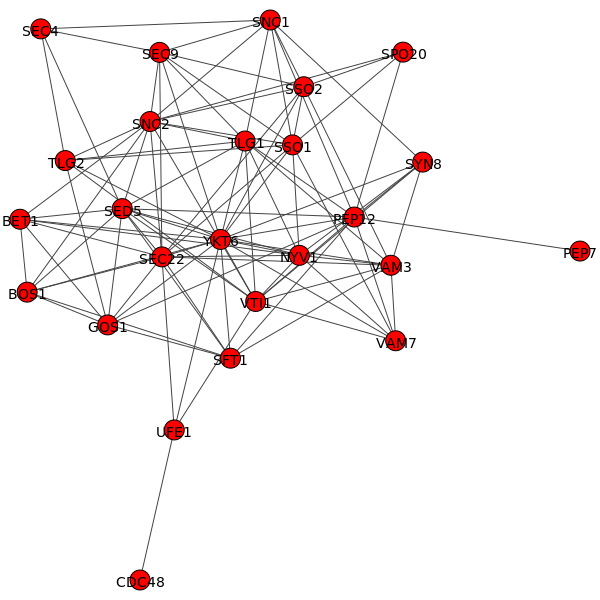 SNC1
SEC4
SEC9
SPO20
SSO2
SNC2
TLG1
SSO1
TLG2
SYN8
SED5
BET1
PEP12
YKT6
PEP7
SEC22
NYV1
VAM3
BOS1
VTI1
GOS1
VAM7
SFT1
UFE1
CDC48